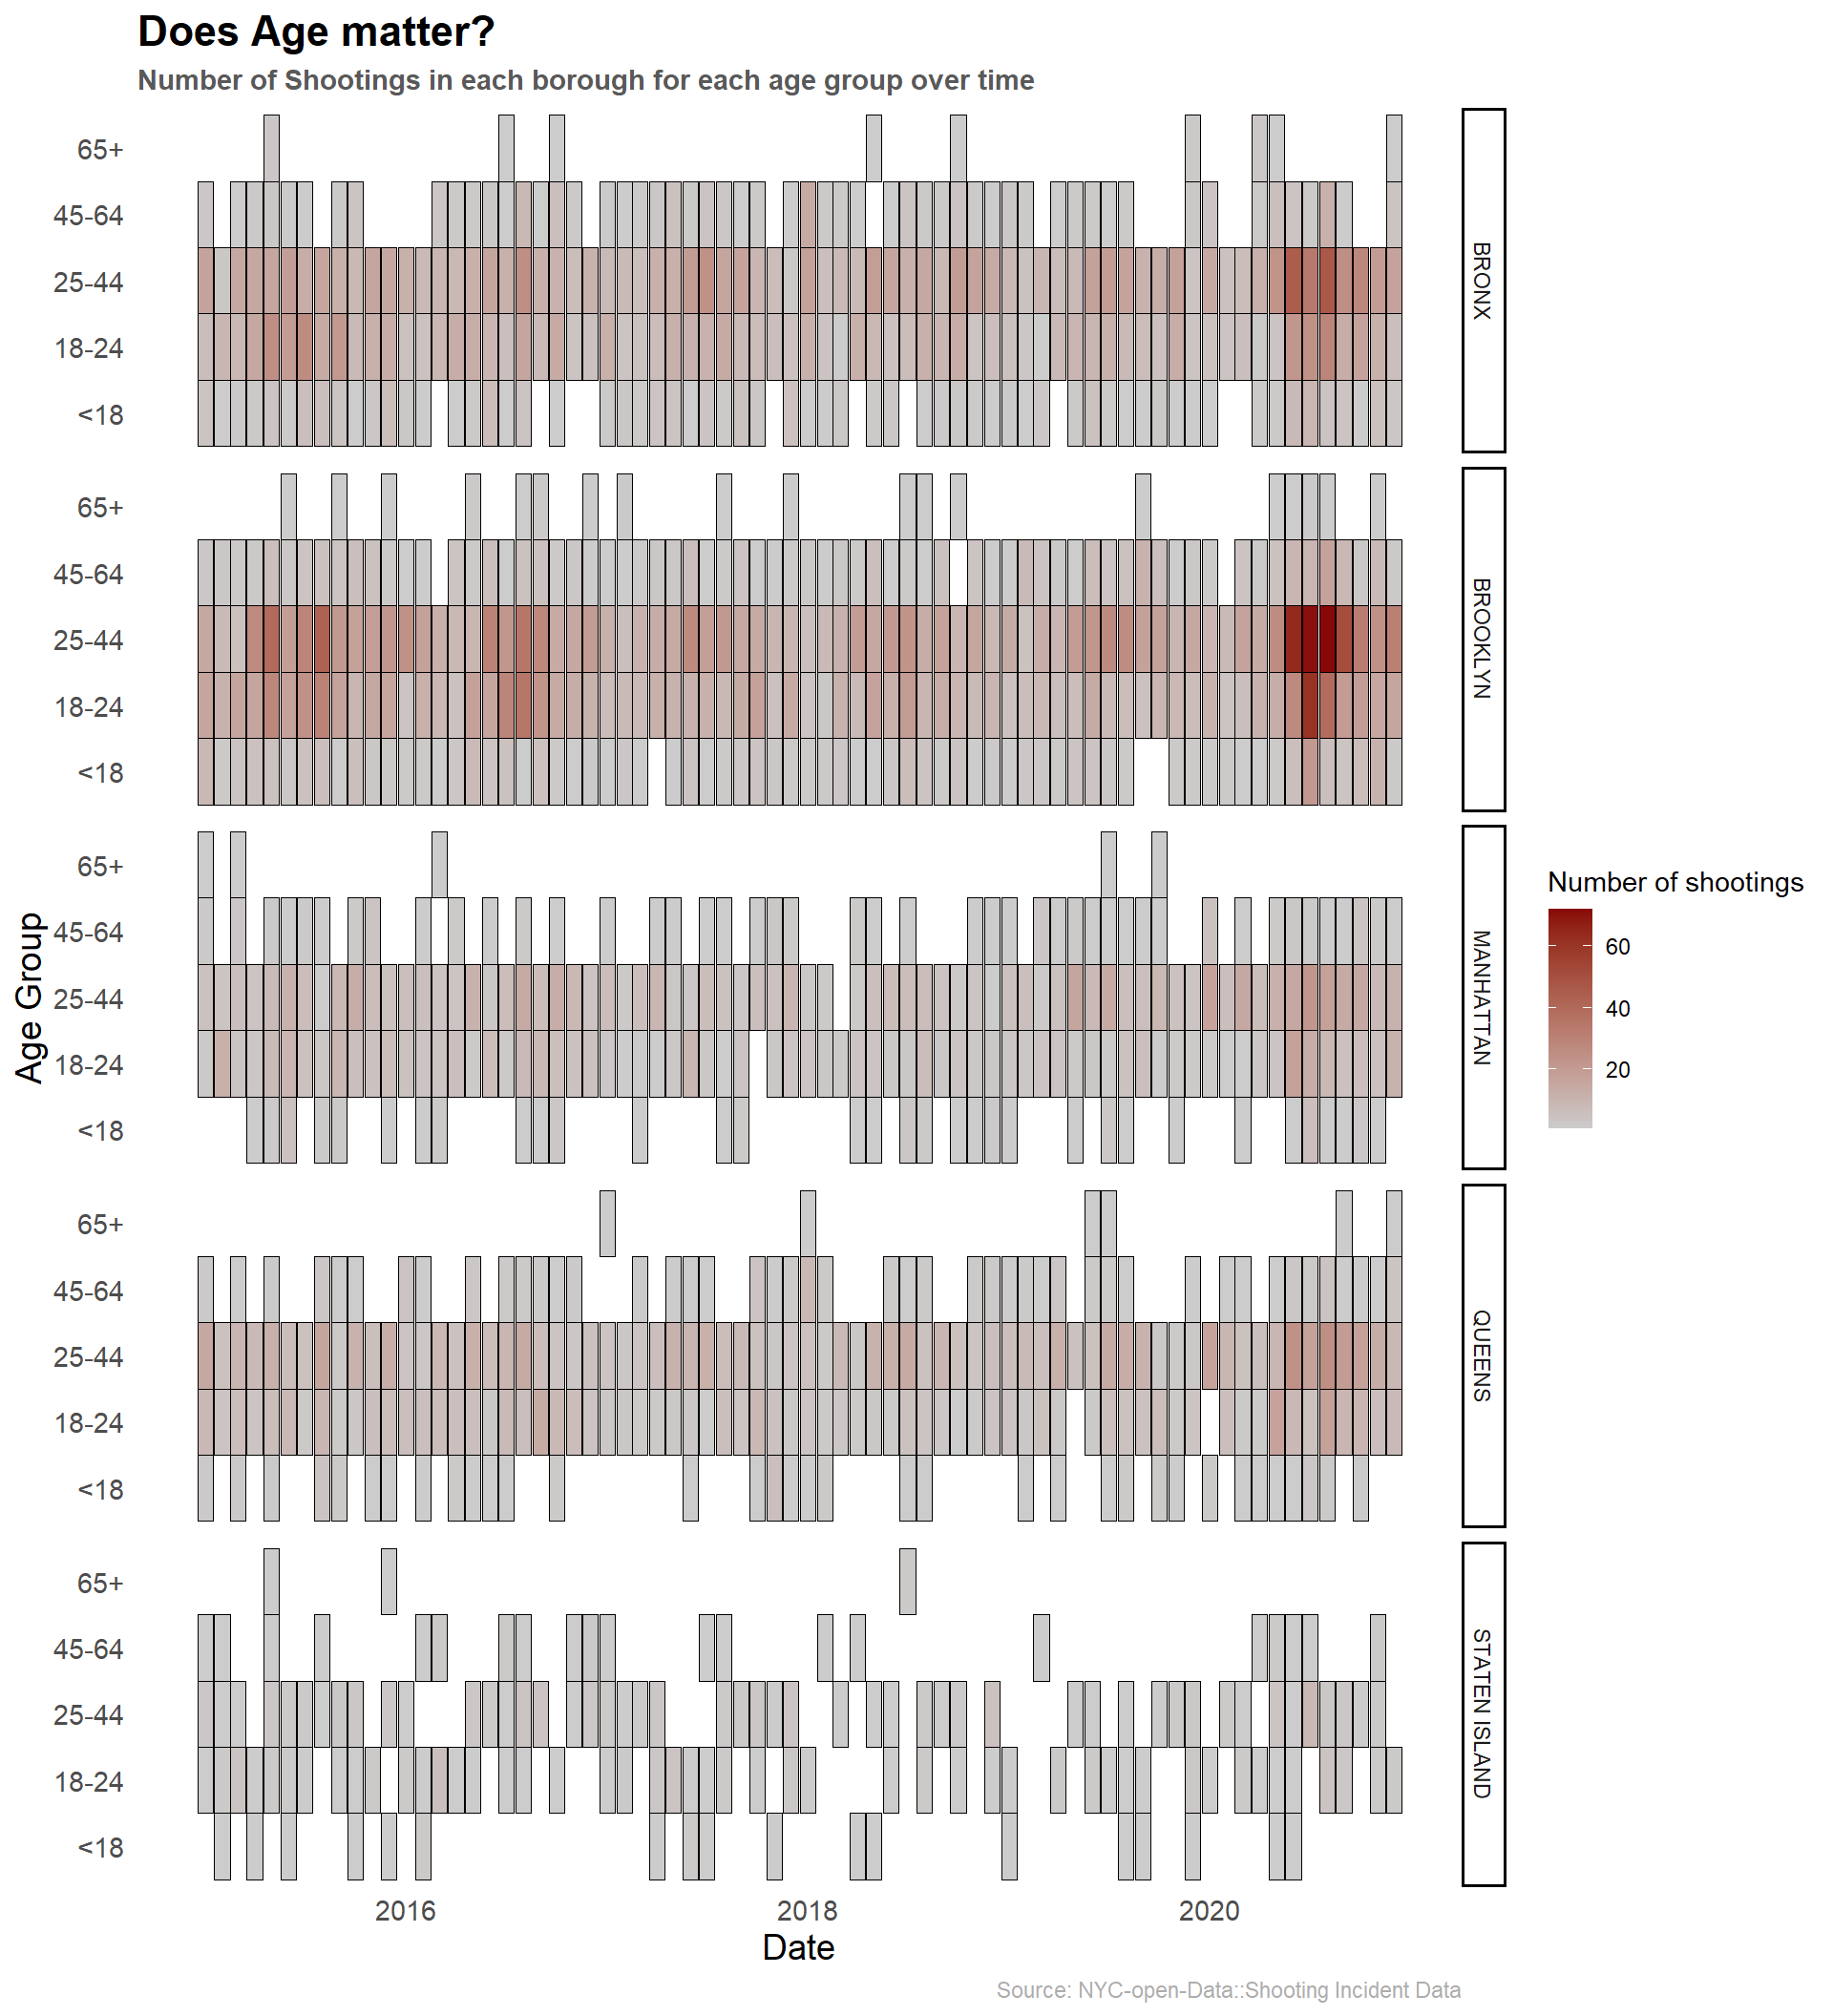 Does Age matter?
Number of Shootings in each borough for each age group over time
65+
45-64
25-44
18-24
<18
BRONX
65+
45-64
25-44
18-24
<18
BROOKLYN
65+
45-64
25-44
18-24
<18
MANHATTAN
65+
45-64
25-44
18-24
<18
QUEENS
65+
45-64
25-44
18-24
<18
STATEN ISLAND
Age Group
2016
2018
2020
Date
Number of shootings
60
40
20
Source: NYC-open-Data::Shooting Incident Data